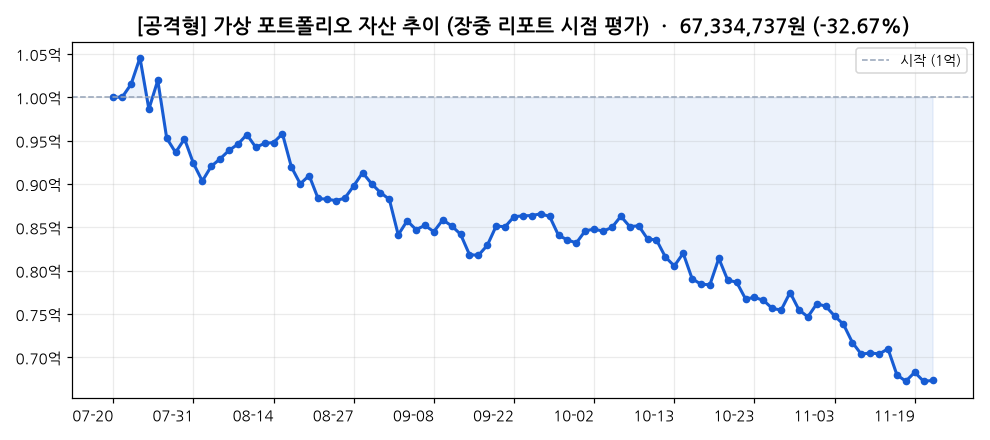 [공격형] 가상 포트폴리오 자산 추이 (장중 리포트 시점 평가) · 67,334,737원 (-32.67%)
시작 (1억)
1.05억
1.00억
0.95억
0.90억
0.85억
0.80억
0.75억
0.70억
07-20 07-31 08-14 08-27 09-08 09-22 10-02 10-13 10-23 11-03 11-19